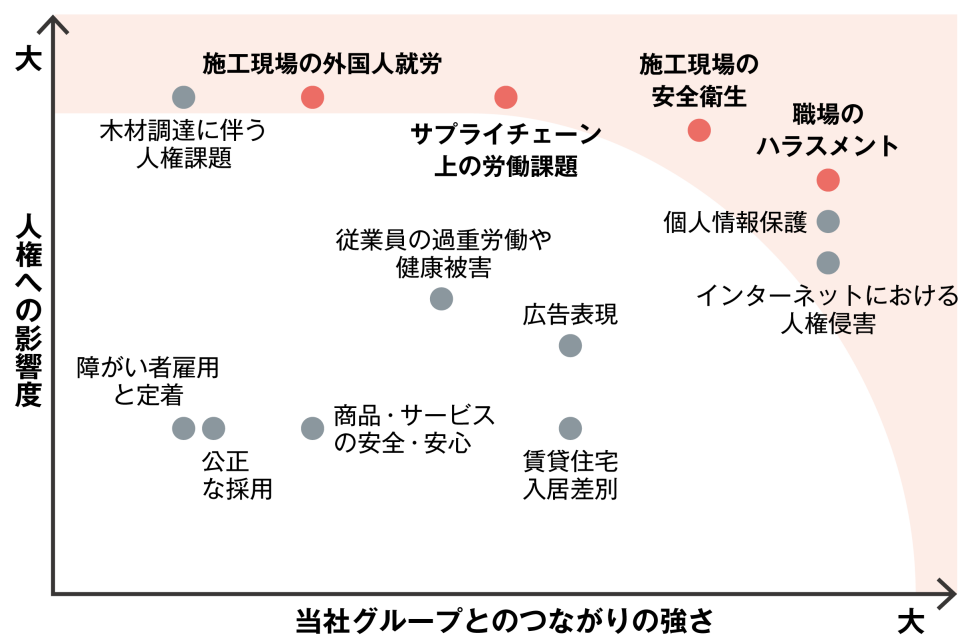 大
施工現場の外国人就労
施工現場の
安全衛生
職場の
ハラスメント
木材調達に伴う
人権課題
サプライチェーン
上の労働課題
個人情報保護
従業員の過重労働や
健康被害
インターネットにおける
人権侵害
広告表現
人権への影響度
障がい者雇用
と定着
商品・サービス
の安全・安心
公正
な採用
賃貸住宅
入居差別
当社グループとのつながりの強さ
大